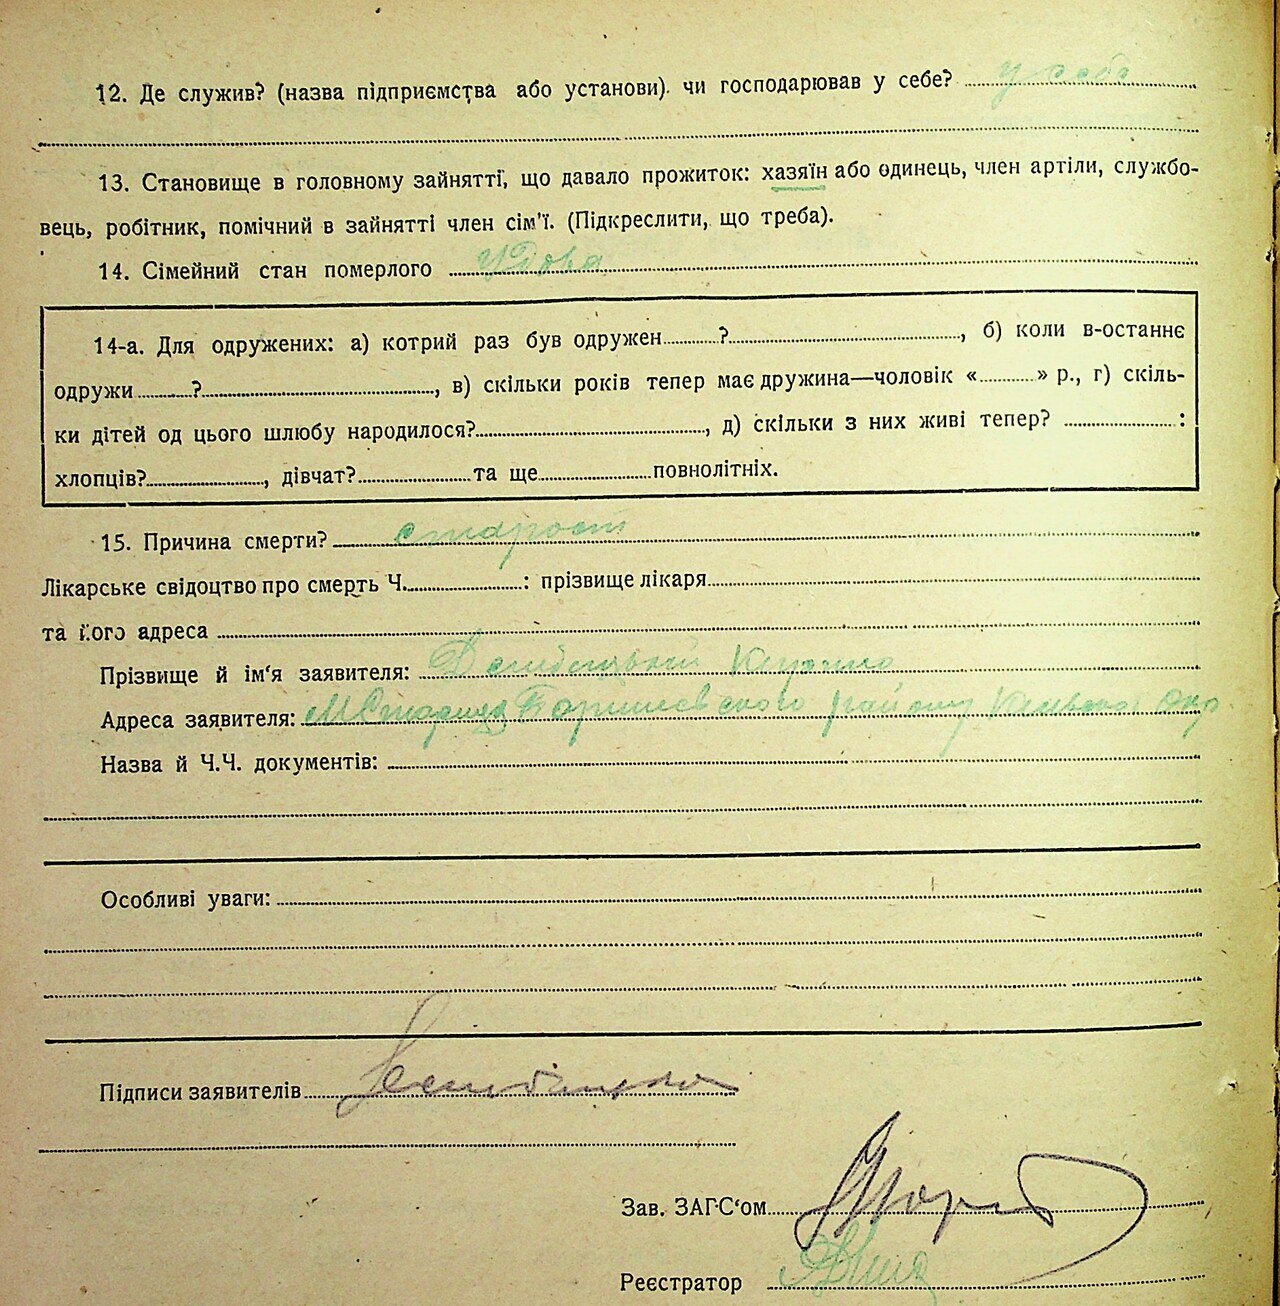 12. Де служив? (назва підприємства або установи). чи господарював у себе? у себе
13. Становище в головному зайнятті, що давало прожиток: хазяїн або одинець, член артіли, службо-
вець, робітник, помічний в зайнятті член сім'ї. (Підкреслити, що треба).
14. Сімейний стан померлого удова
14-а. Для одружених: а) котрий раз був одружен ? , б) коли в-останнє
одружи ? , в) скільки років тепер має дружина—чоловік « » р., г) скіль-
ки дітей од цього шлюбу народилося? , д) скільки з них живі тепер? :
хлопців? , дівчат? та ще повнолітніх.
15. Причина смерти? старост
Лікарське свідоцтво про смерть Ч. : прізвище лікаря
та його адреса
Прізвище й ім'я заявителя:
Адреса заявителя: району
Назва й Ч.Ч. документів:
Особливі уваги:
Підписи заявителів
Зав. ЗАГС'ом
Реєстратор